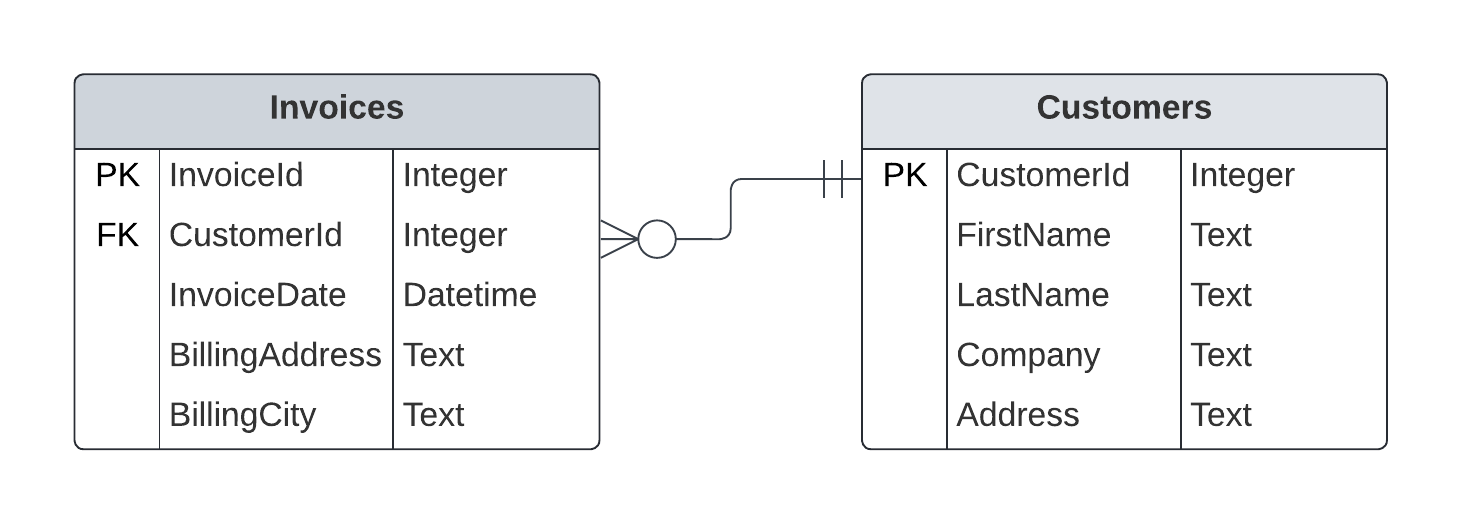 Invoices
PK InvoiceId Integer
FK CustomerId Integer
InvoiceDate Datetime
BillingAddress Text
BillingCity Text
Customers
PK CustomerId Integer
FirstName Text
LastName Text
Company Text
Address Text